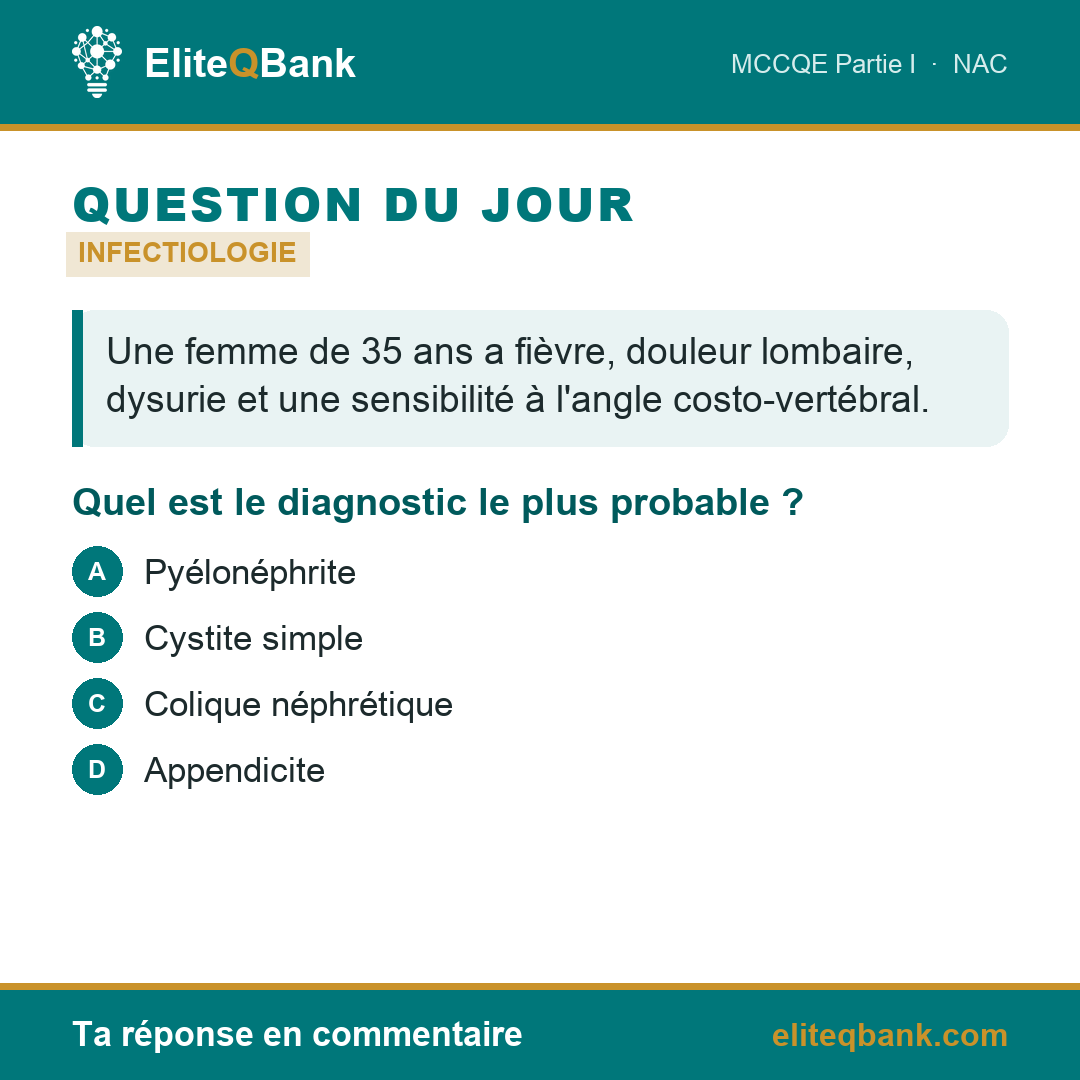 EliteQBank
MCCQE Partie I · NAC
QUESTION DU JOUR
INFECTIOLOGIE
Une femme de 35 ans a fièvre, douleur lombaire,
dysurie et une sensibilité à l'angle costo-vertébral.
Quel est le diagnostic le plus probable ?
A Pyélonéphrite
B Cystite simple
C Colique néphrétique
D Appendicite
Ta réponse en commentaire
eliteqbank.com